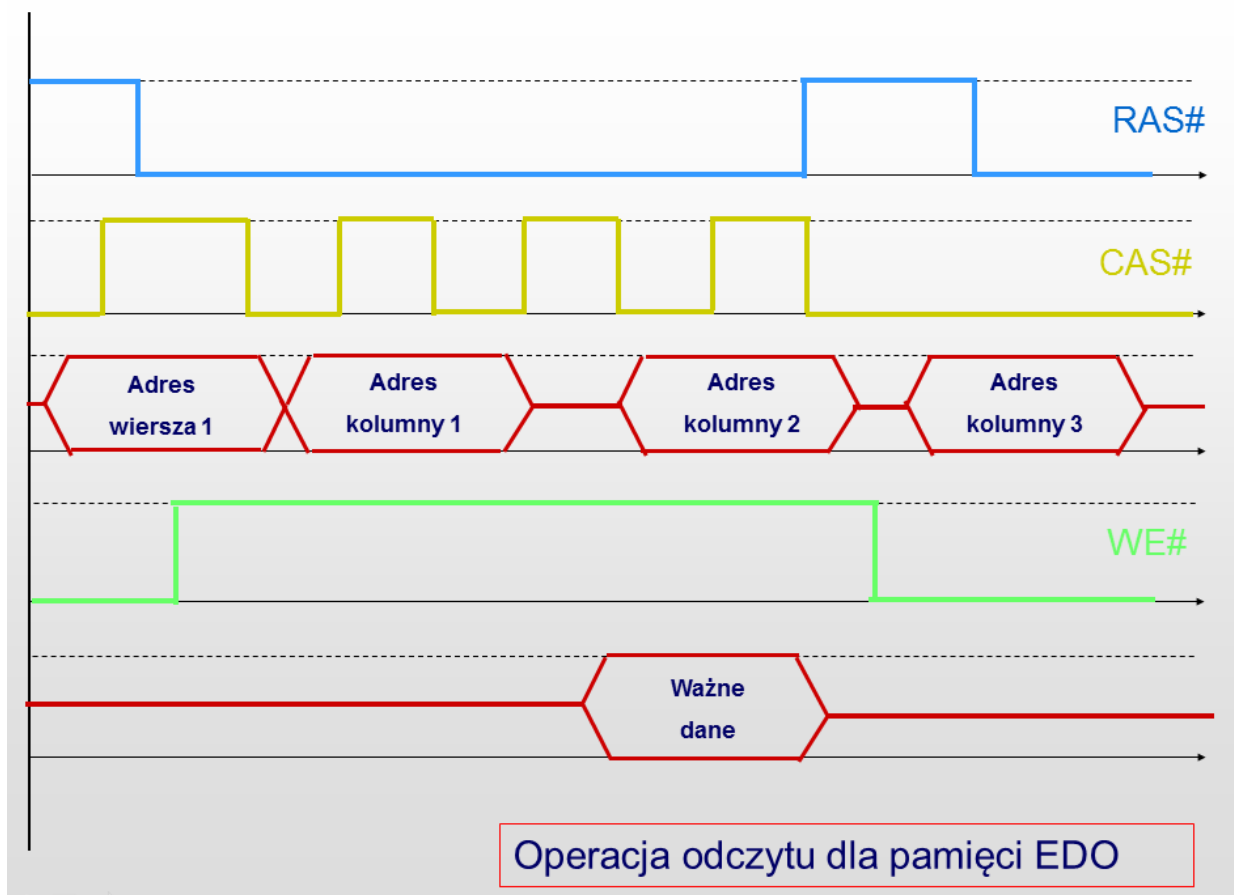 RAS#
CAS#
Adres
wiersza 1
Adres
kolumny 1
Adres
kolumny 2
Adres
kolumny 3
WE#
Ważne
dane
Operacja odczytu dla pamięci EDO